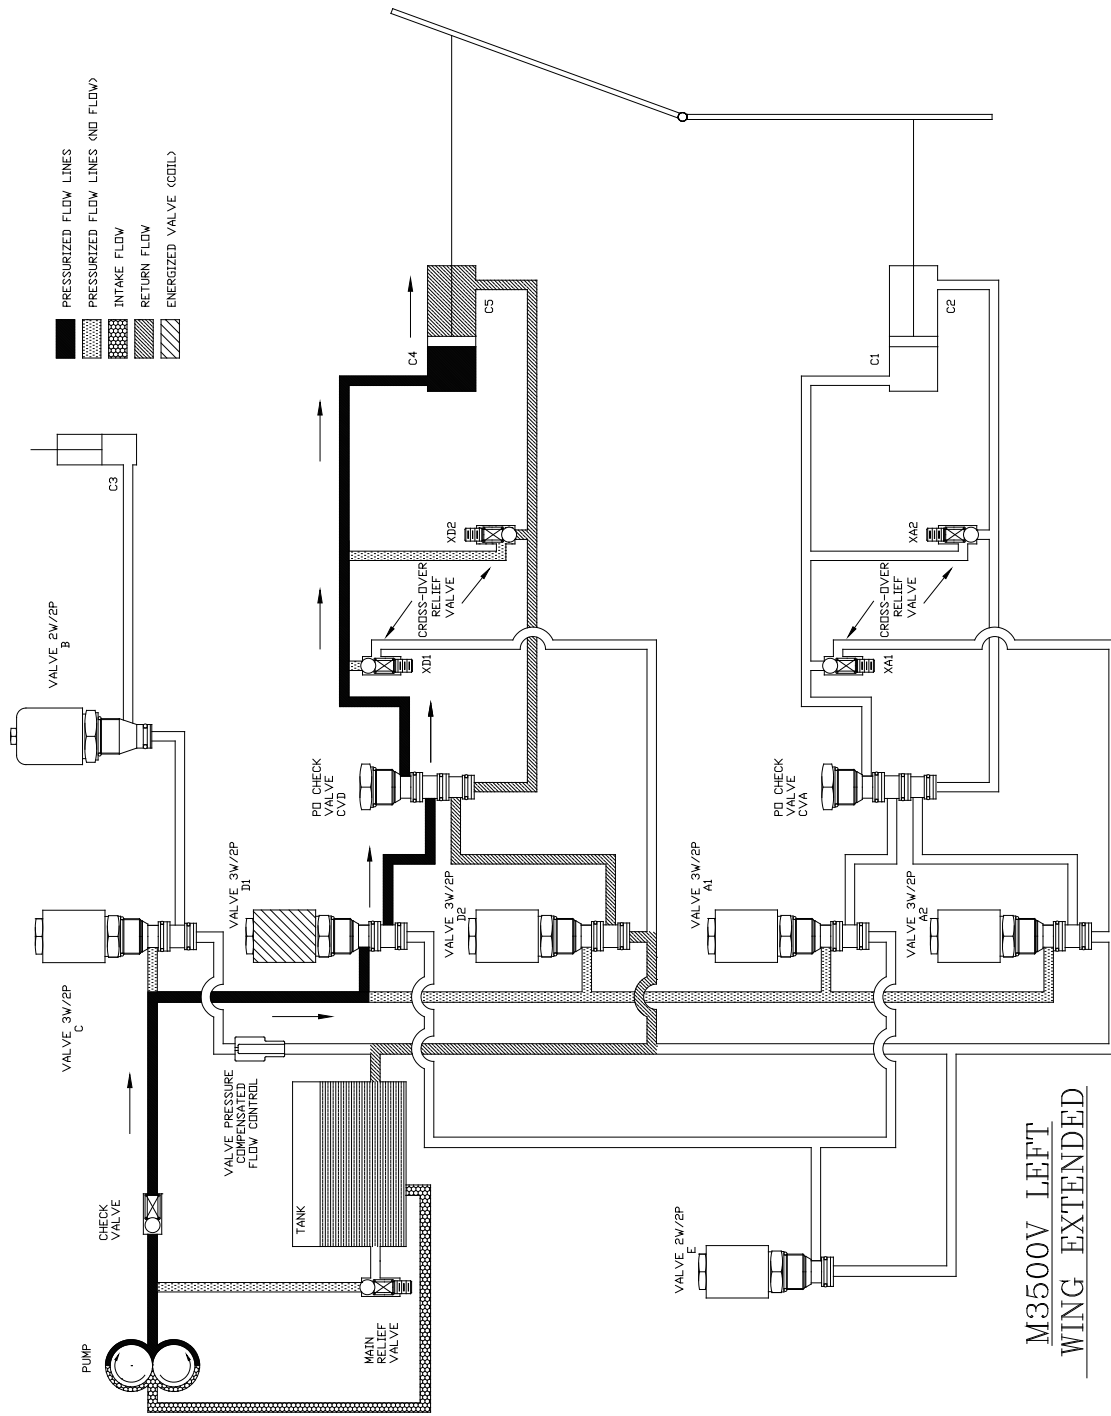 PRESSURIZED FLOW LINES
PRESSURIZED FLOW LINES (NO FLOW)
INTAKE FLOW
RETURN FLOW
ENERGIZED VALVE (COIL)
PUMP
CHECK
VALVE
MAIN
RELIEF
VALVE
TANK
VALVE PRESSURE
COMPENSATED
FLOW CONTROL
VALVE 3W/2P
C
VALVE 2W/2P
B
C3
VALVE 3W/2P
D1
VALVE 3W/2P
D2
PO CHECK
VALVE
CVD
XD1
CROSS-OVER
RELIEF
VALVE
XD2
C4
C5
VALVE 3W/2P
A1
VALVE 3W/2P
A2
PO CHECK
VALVE
CVA
XA1
CROSS-OVER
RELIEF
VALVE
XA2
C1
C2
VALVE 2W/2P
E
M3500V LEFT
WING EXTENDED